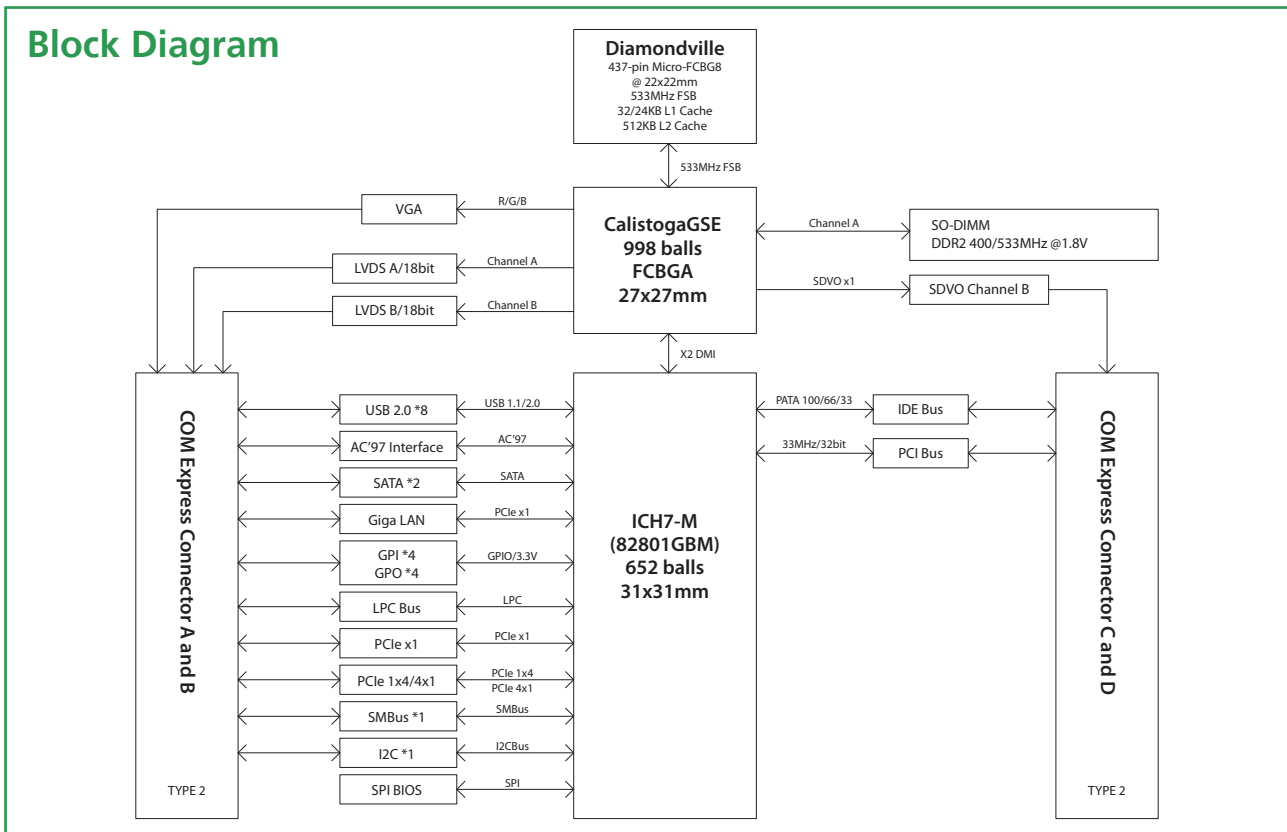 Block Diagram
Diamondville
437-pin Micro-FCBG8
@ 22x22mm
533MHz FSB
32/24KB L1 Cache
512KB L2 Cache
533MHz FSB
VGA
R/G/B
CalistogaGSE
998 balls
FCBGA
27x27mm
Channel A
SO-DIMM
DDR2 400/533MHz @1.8V
LVDS A/18bit
Channel A
SDVO x1
SDVO Channel B
LVDS B/18bit
Channel B
X2 DMI
COM Express Connector A and B
TYPE 2
USB 2.0 *8
USB 1.1/2.0
AC’97 Interface
AC’97
SATA *2
SATA
Giga LAN
PCIe x1
GPI *4
GPO *4
GPIO/3.3V
LPC Bus
LPC
PCIe x1
PCIe x1
PCIe 1x4/4x1
PCIe 1x4
PCIe 4x1
SMBus *1
SMBus
I2C *1
I2CBus
SPI BIOS
SPI
ICH7-M
(82801GBM)
652 balls
31x31mm
PATA 100/66/33
IDE Bus
33MHz/32bit
PCI Bus
COM Express Connector C and D
TYPE 2